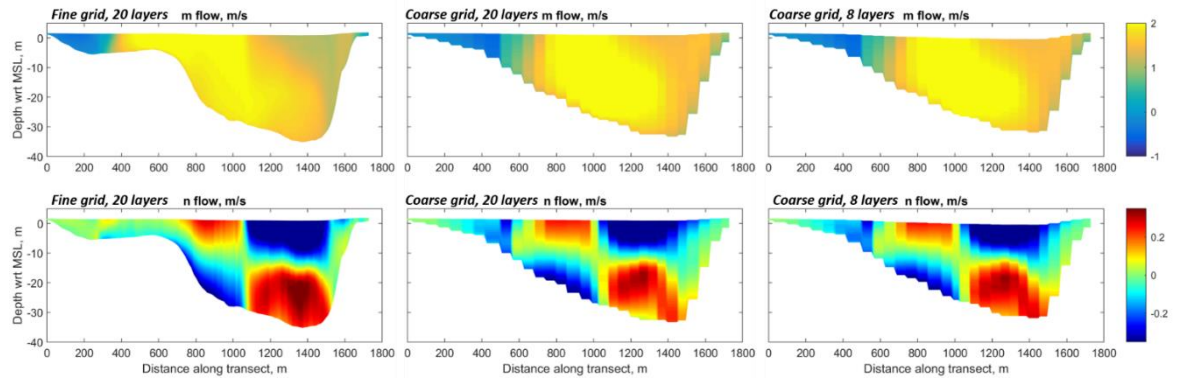 Fine grid, 20 layers m flow, m/s
Coarse grid, 20 layers m flow, m/s
Coarse grid, 8 layers m flow, m/s
Depth wrt MSL, m
0
-10
-20
-30
-40
0 200 400 600 800 1000 1200 1400 1600 1800
0 200 400 600 800 1000 1200 1400 1600 1800
0 200 400 600 800 1000 1200 1400 1600 1800
2
1
0
-1
Fine grid, 20 layers n flow, m/s
Coarse grid, 20 layers n flow, m/s
Coarse grid, 8 layers n flow, m/s
Depth wrt MSL, m
0
-10
-20
-30
-40
0 200 400 600 800 1000 1200 1400 1600 1800
0 200 400 600 800 1000 1200 1400 1600 1800
0 200 400 600 800 1000 1200 1400 1600 1800
0.2
0
-0.2
Distance along transect, m
Distance along transect, m
Distance along transect, m